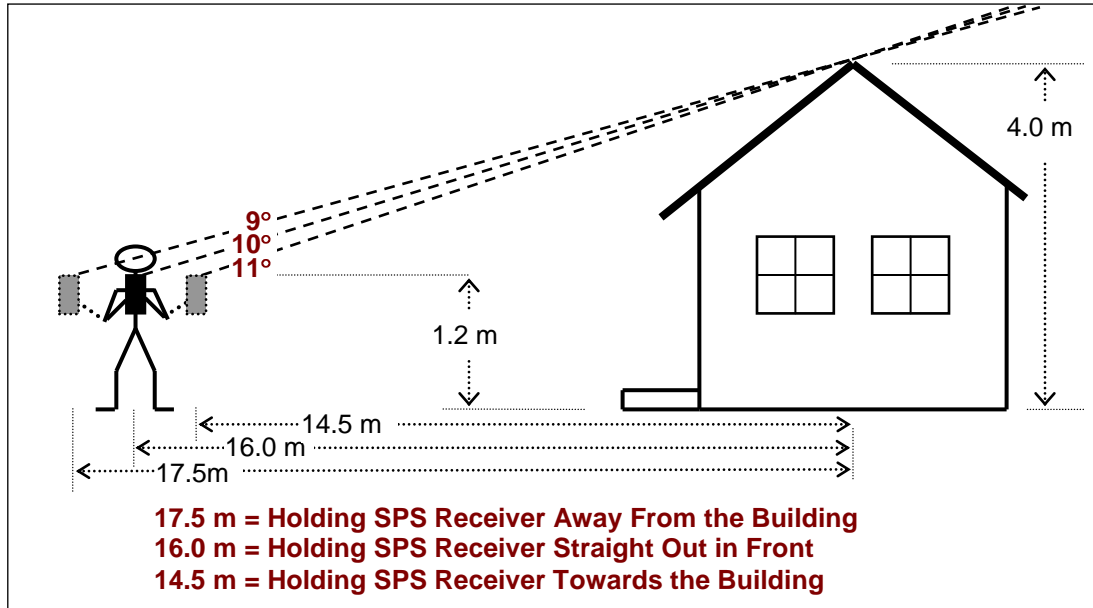 4.0 m
9°
10°
11°
1.2 m
14.5 m
16.0 m
17.5m
17.5 m = Holding SPS Receiver Away From the Building
16.0 m = Holding SPS Receiver Straight Out in Front
14.5 m = Holding SPS Receiver Towards the Building